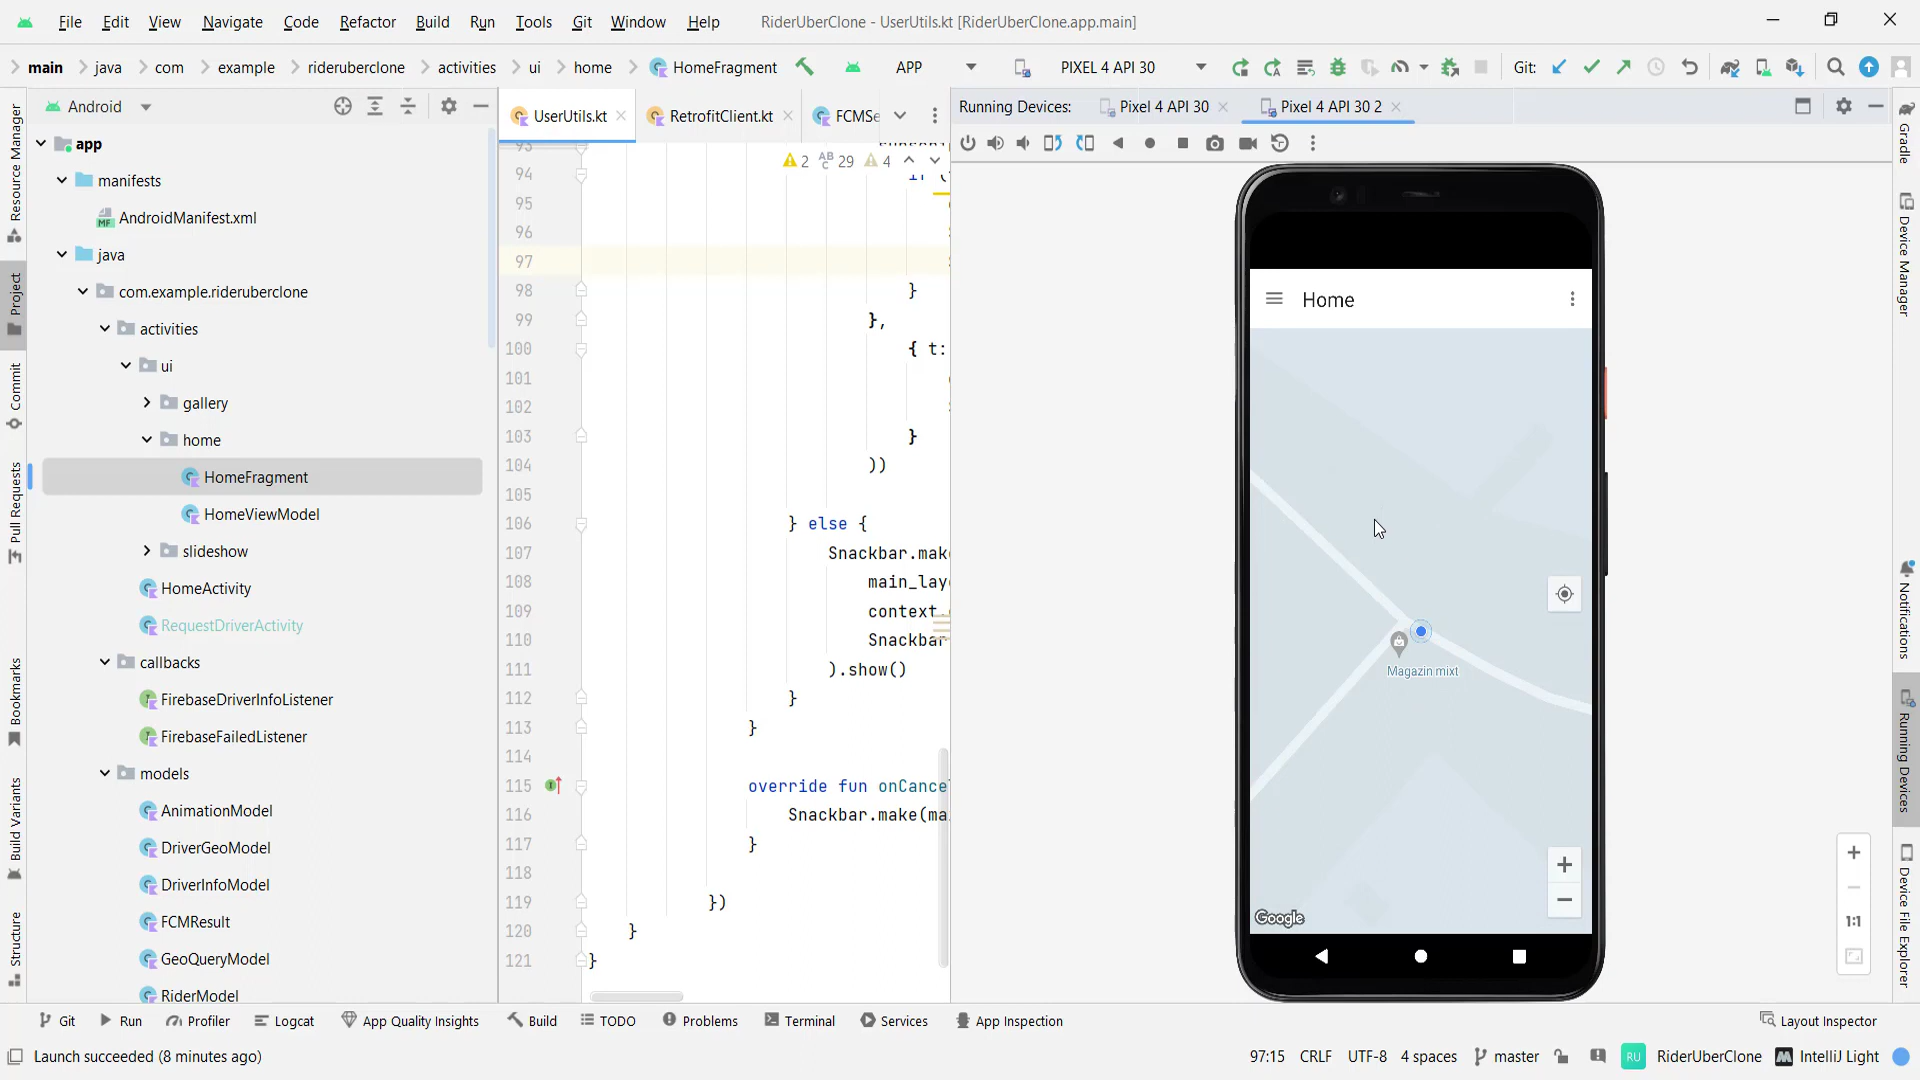 File Edit View Navigate Code Refactor Build Run Tools Git Window Help RiderUberClone - UserUtils.kt [RiderUberClone.app.main]
main java com example rideruberclone activities ui home HomeFragment APP PIXEL 4 API 30 Git:
Resource Manager
Project
Commit
Pull Requests
Bookmarks
Build Variants
Structure
Android
app
manifests
MF AndroidManifest.xml
java
com.example.rideruberclone
activities
ui
gallery
home
HomeFragment
HomeViewModel
slideshow
HomeActivity
RequestDriverActivity
callbacks
FirebaseDriverInfoListener
FirebaseFailedListener
models
AnimationModel
DriverGeoModel
DriverInfoModel
FCMResult
GeoQueryModel
RiderModel
UserUtils.kt RetrofitClient.kt FCMSe
2 29 4
93
94 if (
95
96
97
98 }
99 },
100 { t:
101
102
103 }
104 ))
105
106 } else {
107 Snackbar.mak
108 main_lay
109 context.
110 Snackbar
111 ).show()
112 }
113 }
114
115 override fun onCance
116 Snackbar.make(ma
117 }
118
119 })
120 }
121 }
Running Devices: Pixel 4 API 30 Pixel 4 API 30 2
Home
Magazin mixt
Google
1:1
Gradle
Device Manager
Notifications
Running Devices
Device File Explorer
Git Run Profiler Logcat App Quality Insights Build TODO Problems Terminal Services App Inspection Layout Inspector
Launch succeeded (8 minutes ago) 97:15 CRLF UTF-8 4 spaces master RU RiderUberClone IntelliJ Light